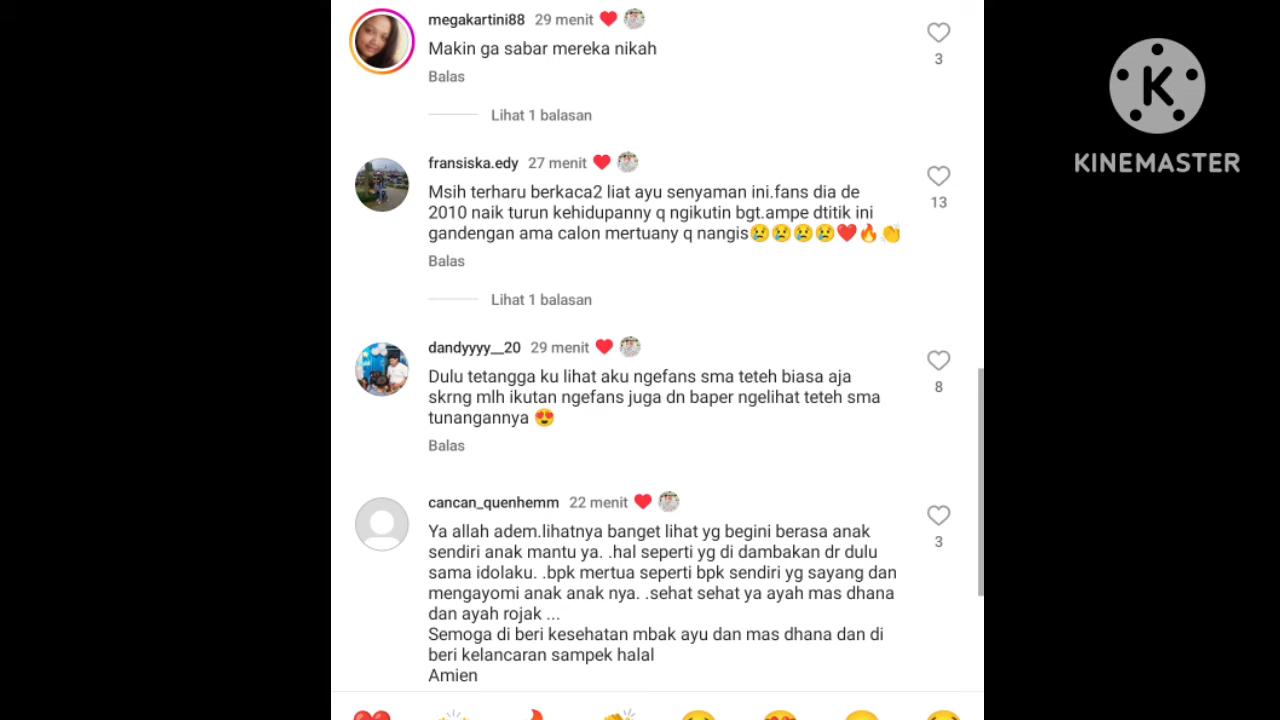 megakartini88 29 menit
Makin ga sabar mereka nikah
3
Balas
Lihat 1 balasan
fransiska.edy 27 menit
Msih terharu berkaca2 liat ayu senyaman ini.fans dia de
2010 naik turun kehidupanny q ngikutin bgt.ampe dtitik ini
gandengan ama calon mertuany q nangis😢😢😢😢❤️🔥👏
13
Balas
Lihat 1 balasan
dandyyyy__20 29 menit
Dulu tetangga ku lihat aku ngefans sma teteh biasa aja
skrng mlh ikutan ngefans juga dn baper ngelihat teteh sma
tunangannya 😍
8
Balas
cancan_quenhemm 22 menit
Ya allah adem.lihatnya banget lihat yg begini berasa anak
sendiri anak mantu ya. .hal seperti yg di dambakan dr dulu
sama idolaku. .bpk mertua seperti bpk sendiri yg sayang dan
mengayomi anak anak nya. .sehat sehat ya ayah mas dhana
dan ayah rojak ...
Semoga di beri kesehatan mbak ayu dan mas dhana dan di
beri kelancaran sampek halal
Amien
3
K
KINEMASTER